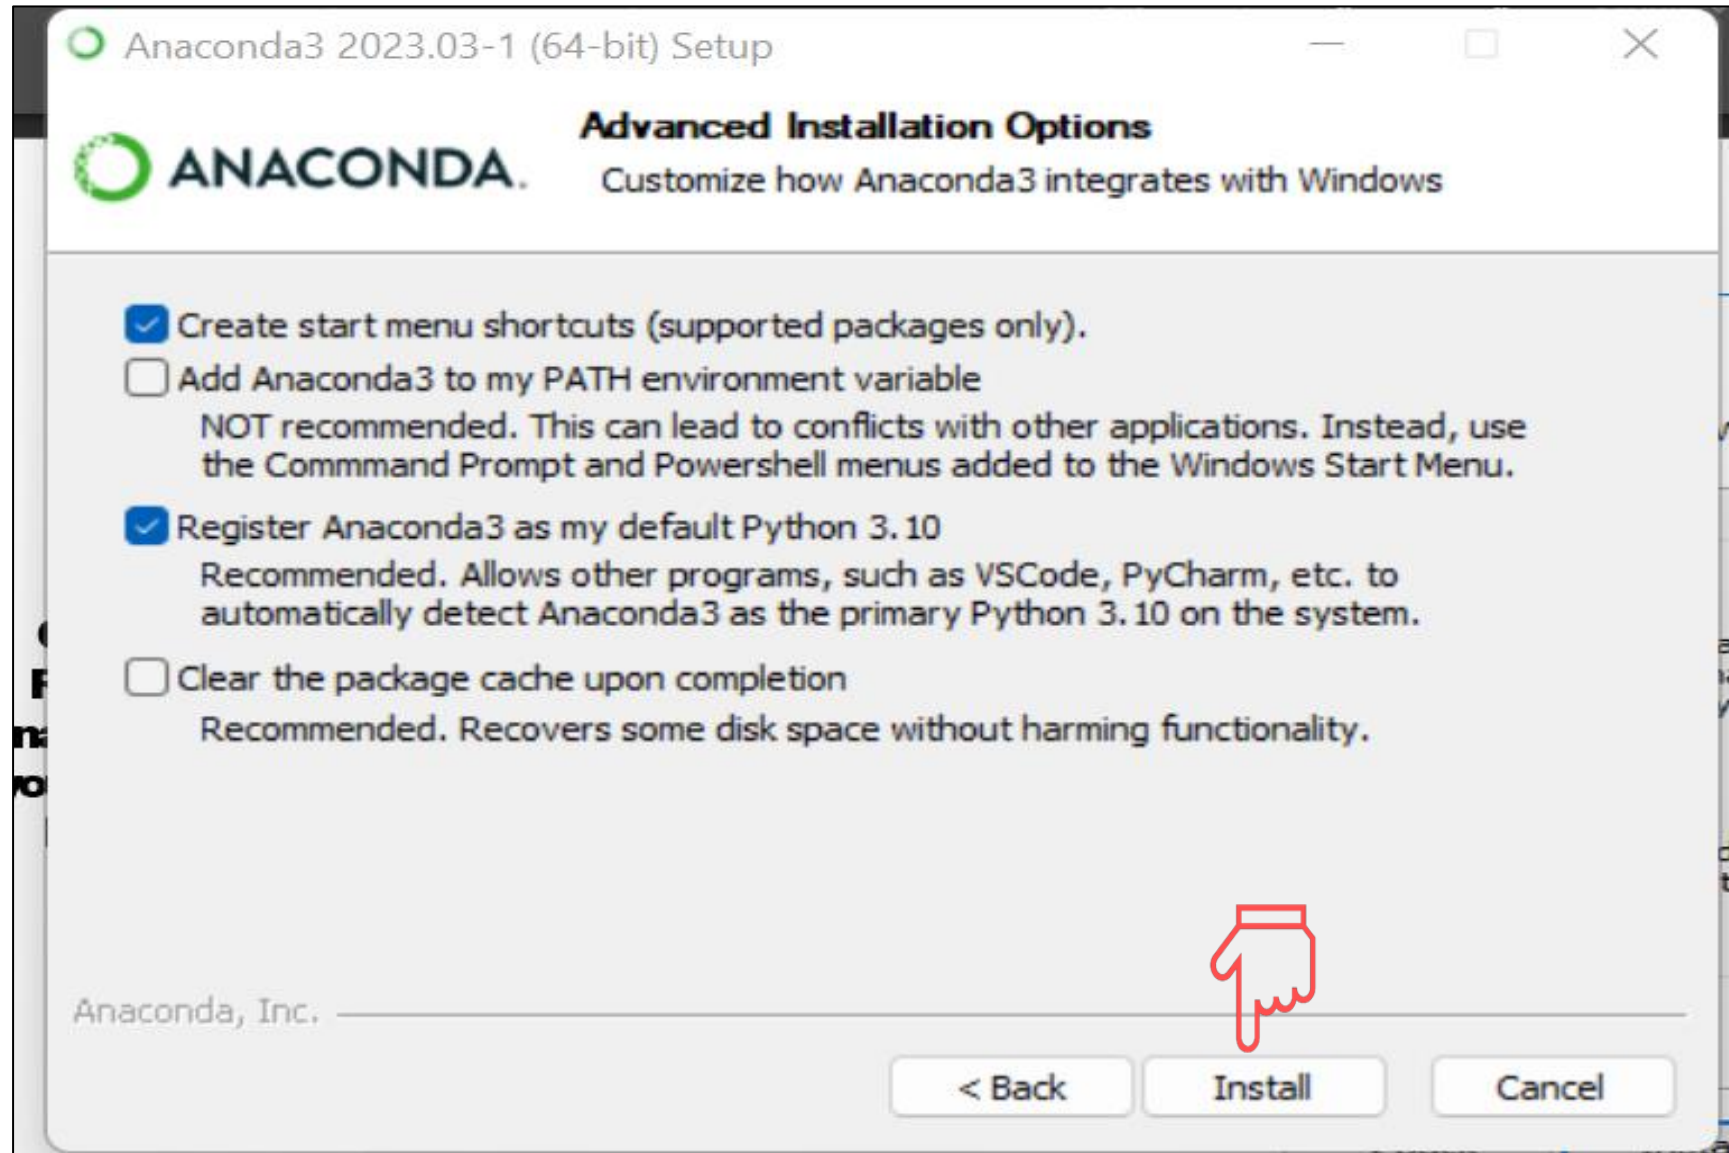 Anaconda3 2023.03-1 (64-bit) Setup
ANACONDA.
Advanced Installation Options
Customize how Anaconda3 integrates with Windows
Create start menu shortcuts (supported packages only).
Add Anaconda3 to my PATH environment variable
NOT recommended. This can lead to conflicts with other applications. Instead, use
the Commmand Prompt and Powershell menus added to the Windows Start Menu.
Register Anaconda3 as my default Python 3.10
Recommended. Allows other programs, such as VSCode, PyCharm, etc. to
automatically detect Anaconda3 as the primary Python 3.10 on the system.
Clear the package cache upon completion
Recommended. Recovers some disk space without harming functionality.
Anaconda, Inc.
< Back
Install
Cancel